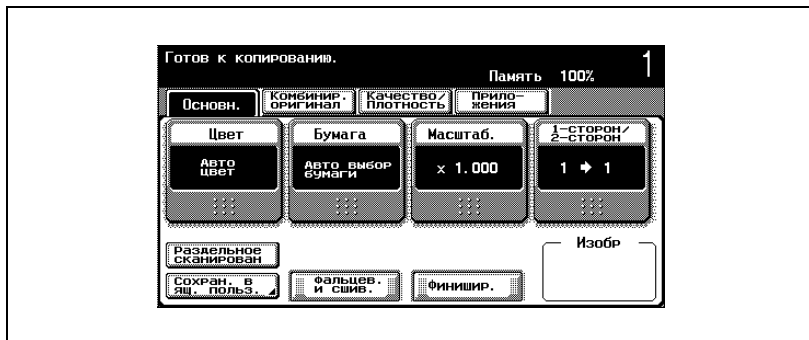 Готов к копированию.
Память 100% 1
Основн. Комбинир. оригинал Качество/ плотность Прило- жения
Цвет Бумага Масштаб. 1-сторон/ 2-сторон
Авто цвет Авто выбор бумаги x 1.000 1 ➔ 1
Раздельное сканирован
Изобр
Сохран. в ящ. польз. Фальцев. и сшив. Финишир.